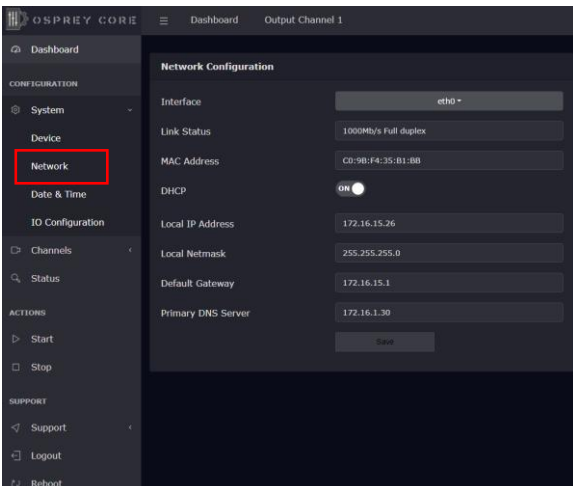 OSPREY CORE
Dashboard Output Channel 1
Dashboard
CONFIGURATION
System
Device
Network
Date & Time
IO Configuration
Channels
Status
ACTIONS
Start
Stop
SUPPORT
Support
Logout
Reboot
Network Configuration
Interface eth0
Link Status 1000Mb/s Full duplex
MAC Address C0:9B:F4:35:B1:BB
DHCP ON
Local IP Address 172.16.15.26
Local Netmask 255.255.255.0
Default Gateway 172.16.15.1
Primary DNS Server 172.16.1.30
Save